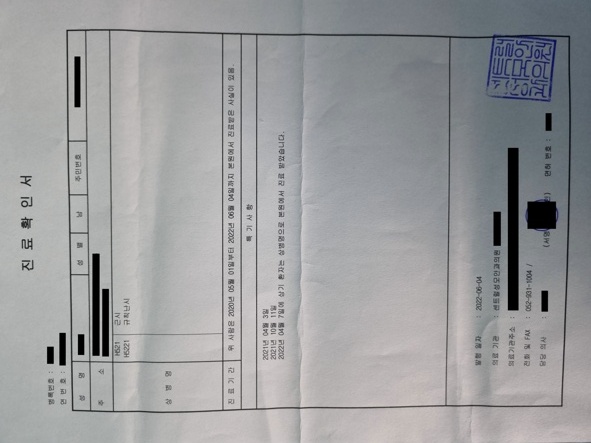 진 료 확 인 서
병록번호 :
연 번 호 :
성 명 성 별 남 주민번호
주 소
상 병 명
H521 근시
H5221 규칙난시
진 료 기 간 위 사람은 2020년 05월 01일부터 2022년 06월 04일까지 본원에서 진료받은 사실이 있음.
특 기 사 항
2021년 04월 3일
2021년 10월 11일
2022년 04월 7일에 상기 환자는 상병명으로 본원에서 진료 받았습니다.
발 행 일 자 : 2022-06-04
의 료 기 관 : 센트럴성모안과의원
의료기관주소 :
전화 및 FAX : 052-931-1004 /
담 당 의 사 : (서명 인) 면 허 번 호 :